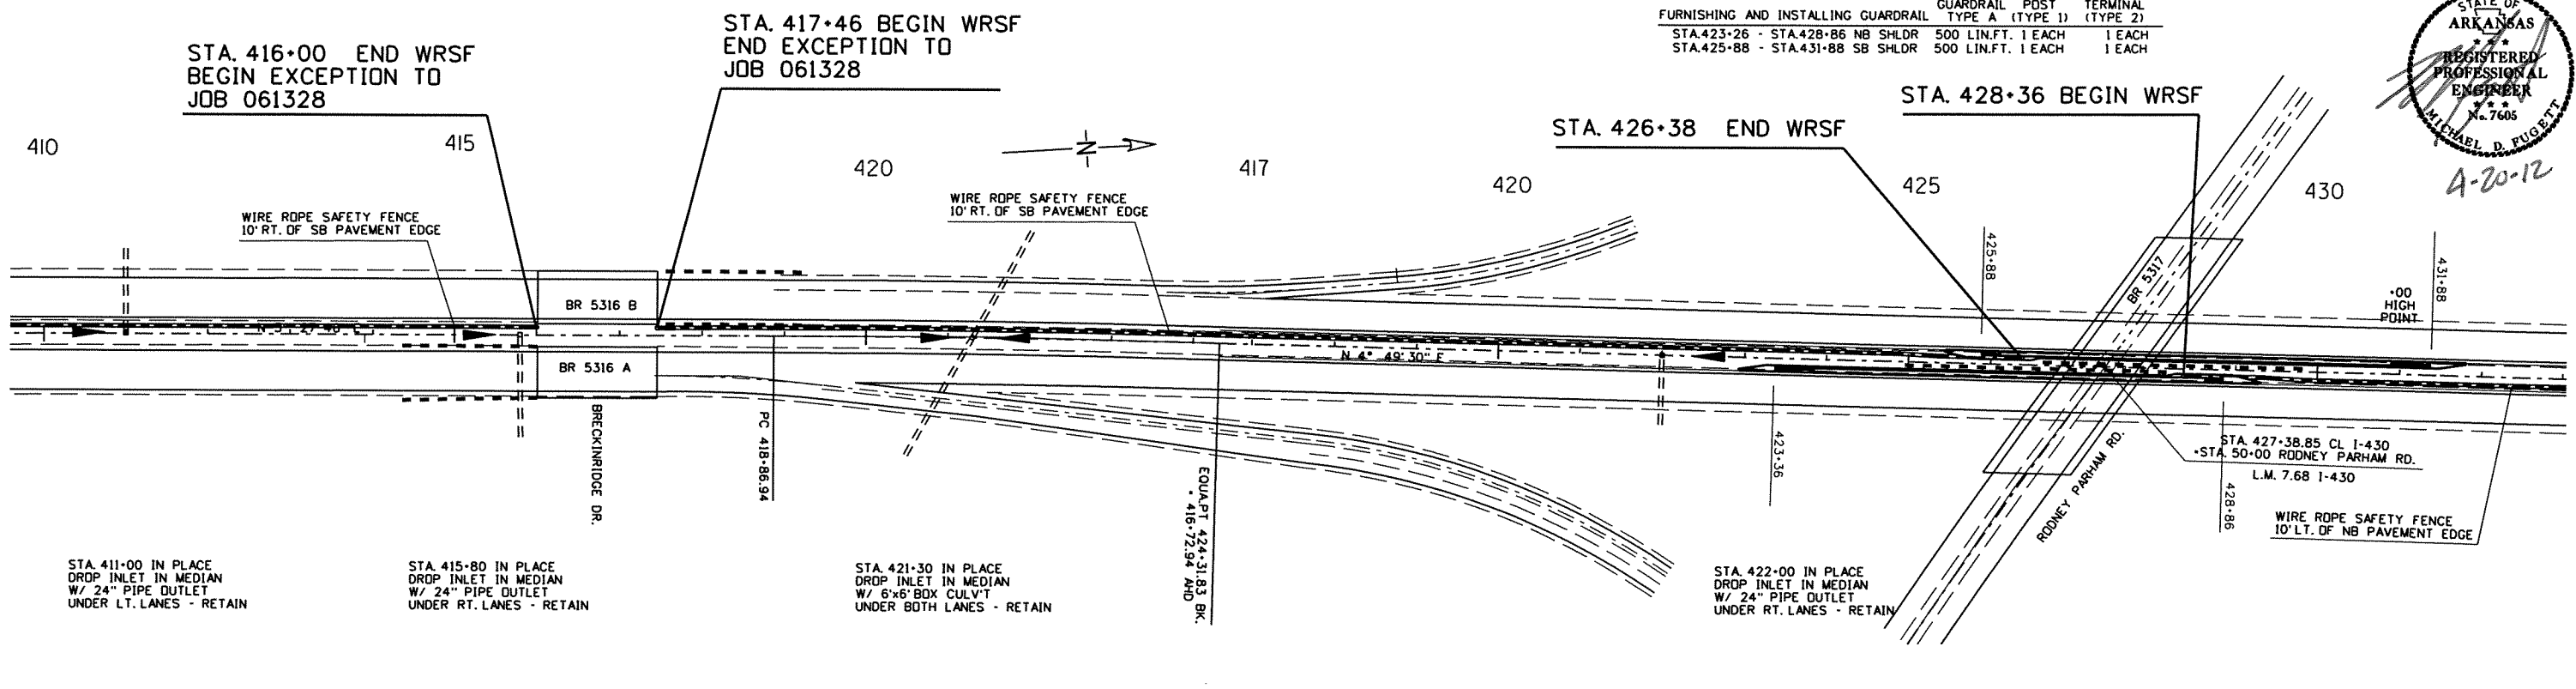 GUARDRAIL POST TERMINAL
FURNISHING AND INSTALLING GUARDRAIL TYPE A (TYPE 1) (TYPE 2)
STA.423+26 - STA.428+86 NB SHLDR 500 LIN.FT. 1 EACH 1 EACH
STA.425+88 - STA.431+88 SB SHLDR 500 LIN.FT. 1 EACH 1 EACH
STATE OF
ARKANSAS
★ ★ ★
REGISTERED
PROFESSIONAL
ENGINEER
★ ★ ★
No. 7605
MICHAEL D. FUGETT
4-20-12
STA. 416+00 END WRSF
BEGIN EXCEPTION TO
JOB 061328
STA. 417+46 BEGIN WRSF
END EXCEPTION TO
JOB 061328
STA. 426+38 END WRSF
STA. 428+36 BEGIN WRSF
410
415
420
N
417
420
425
430
WIRE ROPE SAFETY FENCE
10' RT. OF SB PAVEMENT EDGE
WIRE ROPE SAFETY FENCE
10' RT. OF SB PAVEMENT EDGE
425+88
431+88
+00
HIGH
POINT
BR 5316 B
BR 5316 A
BR 5317
N 4° 49' 30" E
BRECKINRIDGE DR.
PC 418+86.94
EQUA.PT 424+31.83 BK.
= 416+72.94 AHD
423+36
428+86
RODNEY PARHAM RD.
STA. 427+38.85 CL I-430
=STA. 50+00 RODNEY PARHAM RD.
L.M. 7.68 I-430
WIRE ROPE SAFETY FENCE
10' LT. OF NB PAVEMENT EDGE
STA. 411+00 IN PLACE
DROP INLET IN MEDIAN
W/ 24" PIPE OUTLET
UNDER LT. LANES - RETAIN
STA. 415+80 IN PLACE
DROP INLET IN MEDIAN
W/ 24" PIPE OUTLET
UNDER RT. LANES - RETAIN
STA. 421+30 IN PLACE
DROP INLET IN MEDIAN
W/ 6'x6' BOX CULV'T
UNDER BOTH LANES - RETAIN
STA. 422+00 IN PLACE
DROP INLET IN MEDIAN
W/ 24" PIPE OUTLET
UNDER RT. LANES - RETAIN